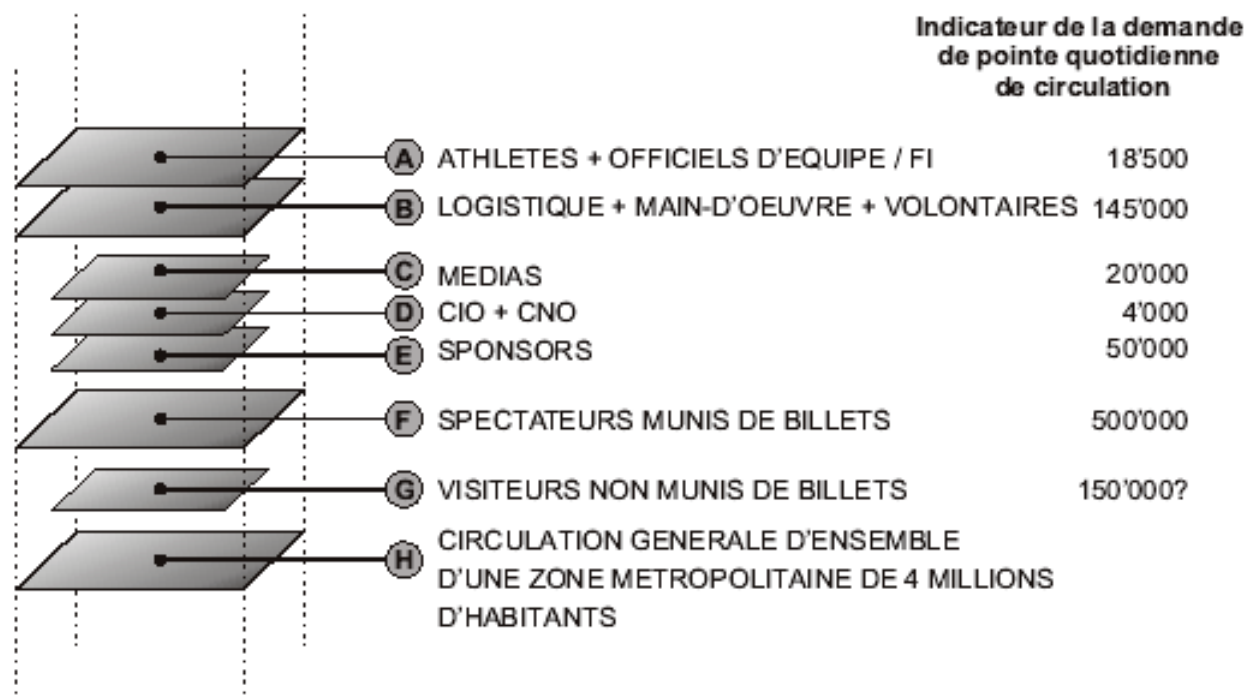 Indicateur de la demande
de pointe quotidienne
de circulation
A ATHLETES + OFFICIELS D'EQUIPE / FI 18'500
B LOGISTIQUE + MAIN-D'OEUVRE + VOLONTAIRES 145'000
C MEDIAS 20'000
D CIO + CNO 4'000
E SPONSORS 50'000
F SPECTATEURS MUNIS DE BILLETS 500'000
G VISITEURS NON MUNIS DE BILLETS 150'000?
H CIRCULATION GENERALE D'ENSEMBLE
D'UNE ZONE METROPOLITAINE DE 4 MILLIONS
D'HABITANTS